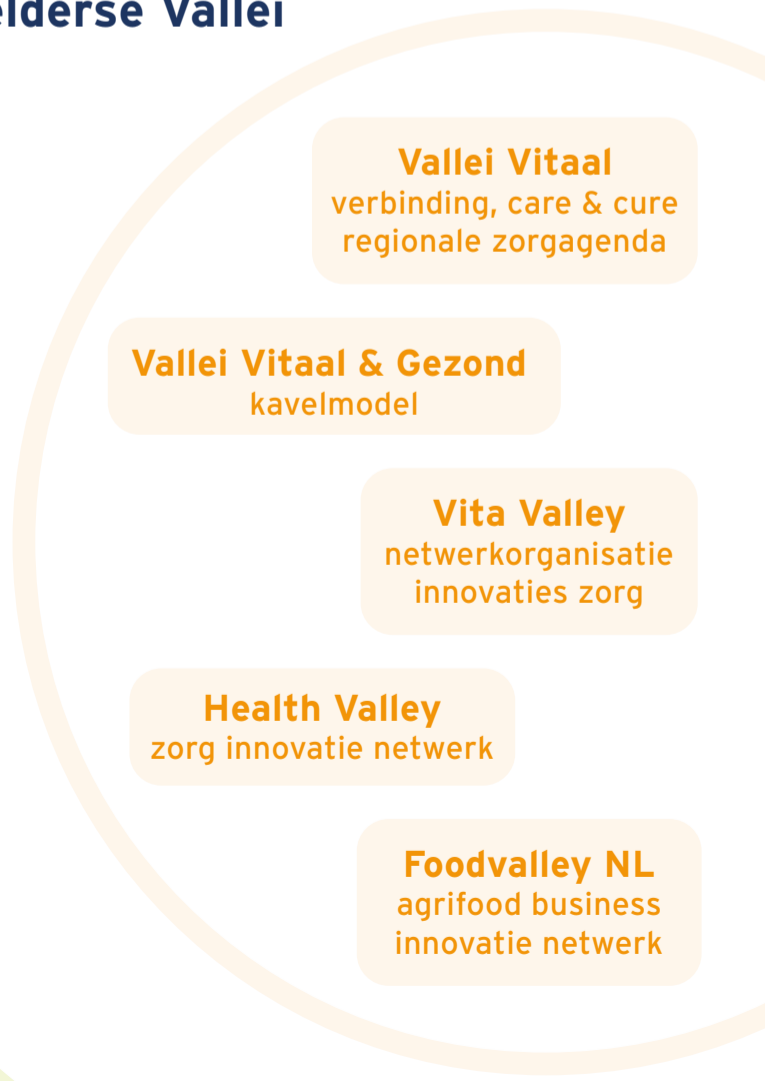 elderse Vallei
Vallei Vitaal
verbinding, care & cure
regionale zorgagenda
Vallei Vitaal & Gezond
kavelmodel
Vita Valley
netwerkorganisatie
innovaties zorg
Health Valley
zorg innovatie netwerk
Foodvalley NL
agrifood business
innovatie netwerk